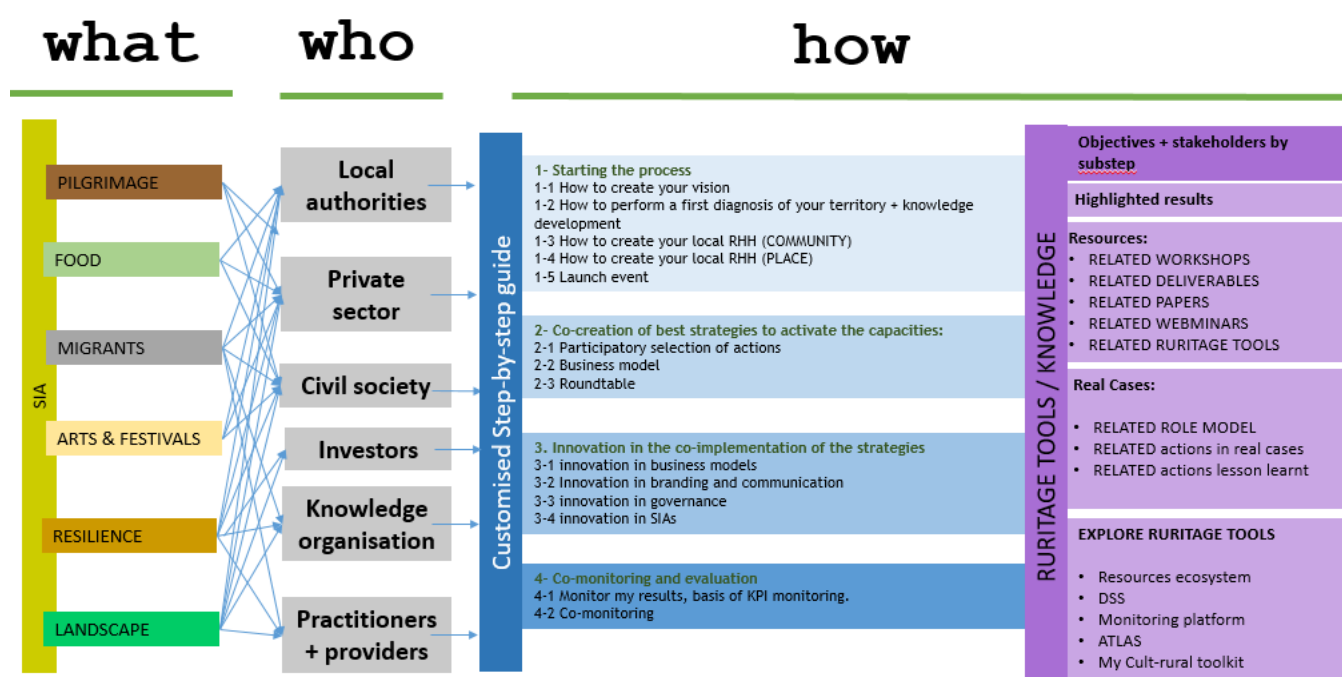 what
who
how
SIA
PILGRIMAGE
FOOD
MIGRANTS
ARTS & FESTIVALS
RESILIENCE
LANDSCAPE
Local
authorities
Private
sector
Civil society
Investors
Knowledge
organisation
Practitioners
+ providers
Customised Step-by-step guide
1- Starting the process
1-1 How to create your vision
1-2 How to perform a first diagnosis of your territory + knowledge
development
1-3 How to create your local RHH (COMMUNITY)
1-4 How to create your local RHH (PLACE)
1-5 Launch event
2- Co-creation of best strategies to activate the capacities:
2-1 Participatory selection of actions
2-2 Business model
2-3 Roundtable
3. Innovation in the co-implementation of the strategies
3-1 innovation in business models
3-2 Innovation in branding and communication
3-3 innovation in governance
3-4 innovation in SIAs
4- Co-monitoring and evaluation
4-1 Monitor my results, basis of KPI monitoring.
4-2 Co-monitoring
RURITAGE TOOLS / KNOWLEDGE
Objectives + stakeholders by
substep
Highlighted results
Resources:
• RELATED WORKSHOPS
• RELATED DELIVERABLES
• RELATED PAPERS
• RELATED WEBMINARS
• RELATED RURITAGE TOOLS
Real Cases:
• RELATED ROLE MODEL
• RELATED actions in real cases
• RELATED actions lesson learnt
EXPLORE RURITAGE TOOLS
• Resources ecosystem
• DSS
• Monitoring platform
• ATLAS
• My Cult-rural toolkit